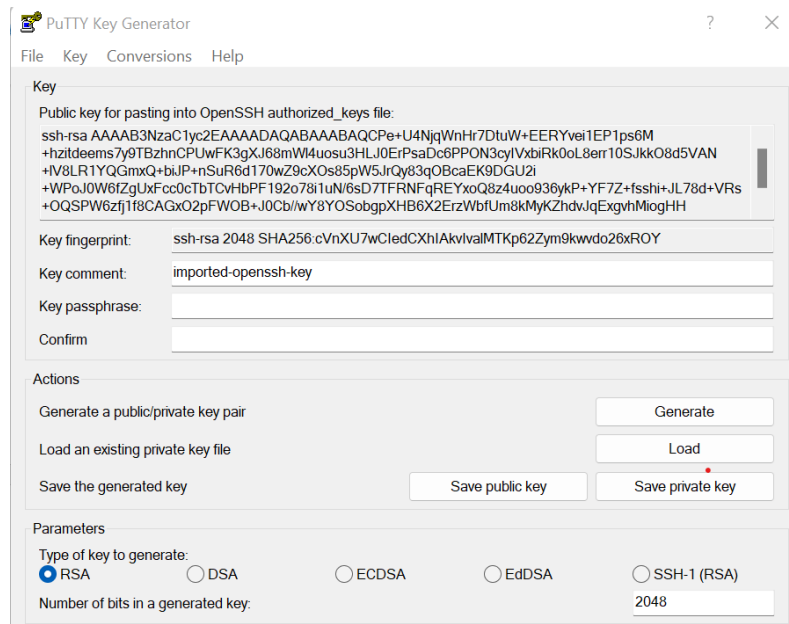 PuTTY Key Generator ? ×
File Key Conversions Help
Key
Public key for pasting into OpenSSH authorized_keys file:
ssh-rsa AAAAB3NzaC1yc2EAAAADAQABAAABAQCPe+U4NjqWnHr7DtuW+EERYvei1EP1ps6M
+hzitdeems7y9TBzhnCPUwFK3gXJ68mWl4uosu3HLJ0ErPsaDc6PPON3cylVxbiRk0oL8err10SJkkO8d5VAN
+lV8LR1YQGmxQ+biJP+nSuR6d170wZ9cXOs85pW5JrQy83qOBcaEK9DGU2i
+WPoJ0W6fZgUxFcc0cTbTCvHbPF192o78i1uN/6sD7TFRNFqREYxoQ8z4uoo936ykP+YF7Z+fsshi+JL78d+VRs
+OQSPW6zfj1f8CAGxO2pFWOB+J0Cb//wY8YOSobgpXHB6X2ErzWbfUm8kMyKZhdvJqExgvhMiogHH
Key fingerprint: ssh-rsa 2048 SHA256:cVnXU7wCIedCXhIAkvlvalMTKp62Zym9kwvdo26xROY
Key comment: imported-openssh-key
Key passphrase:
Confirm
Actions
Generate a public/private key pair Generate
Load an existing private key file Load
Save the generated key Save public key Save private key
Parameters
Type of key to generate:
RSA DSA ECDSA EdDSA SSH-1 (RSA)
Number of bits in a generated key: 2048